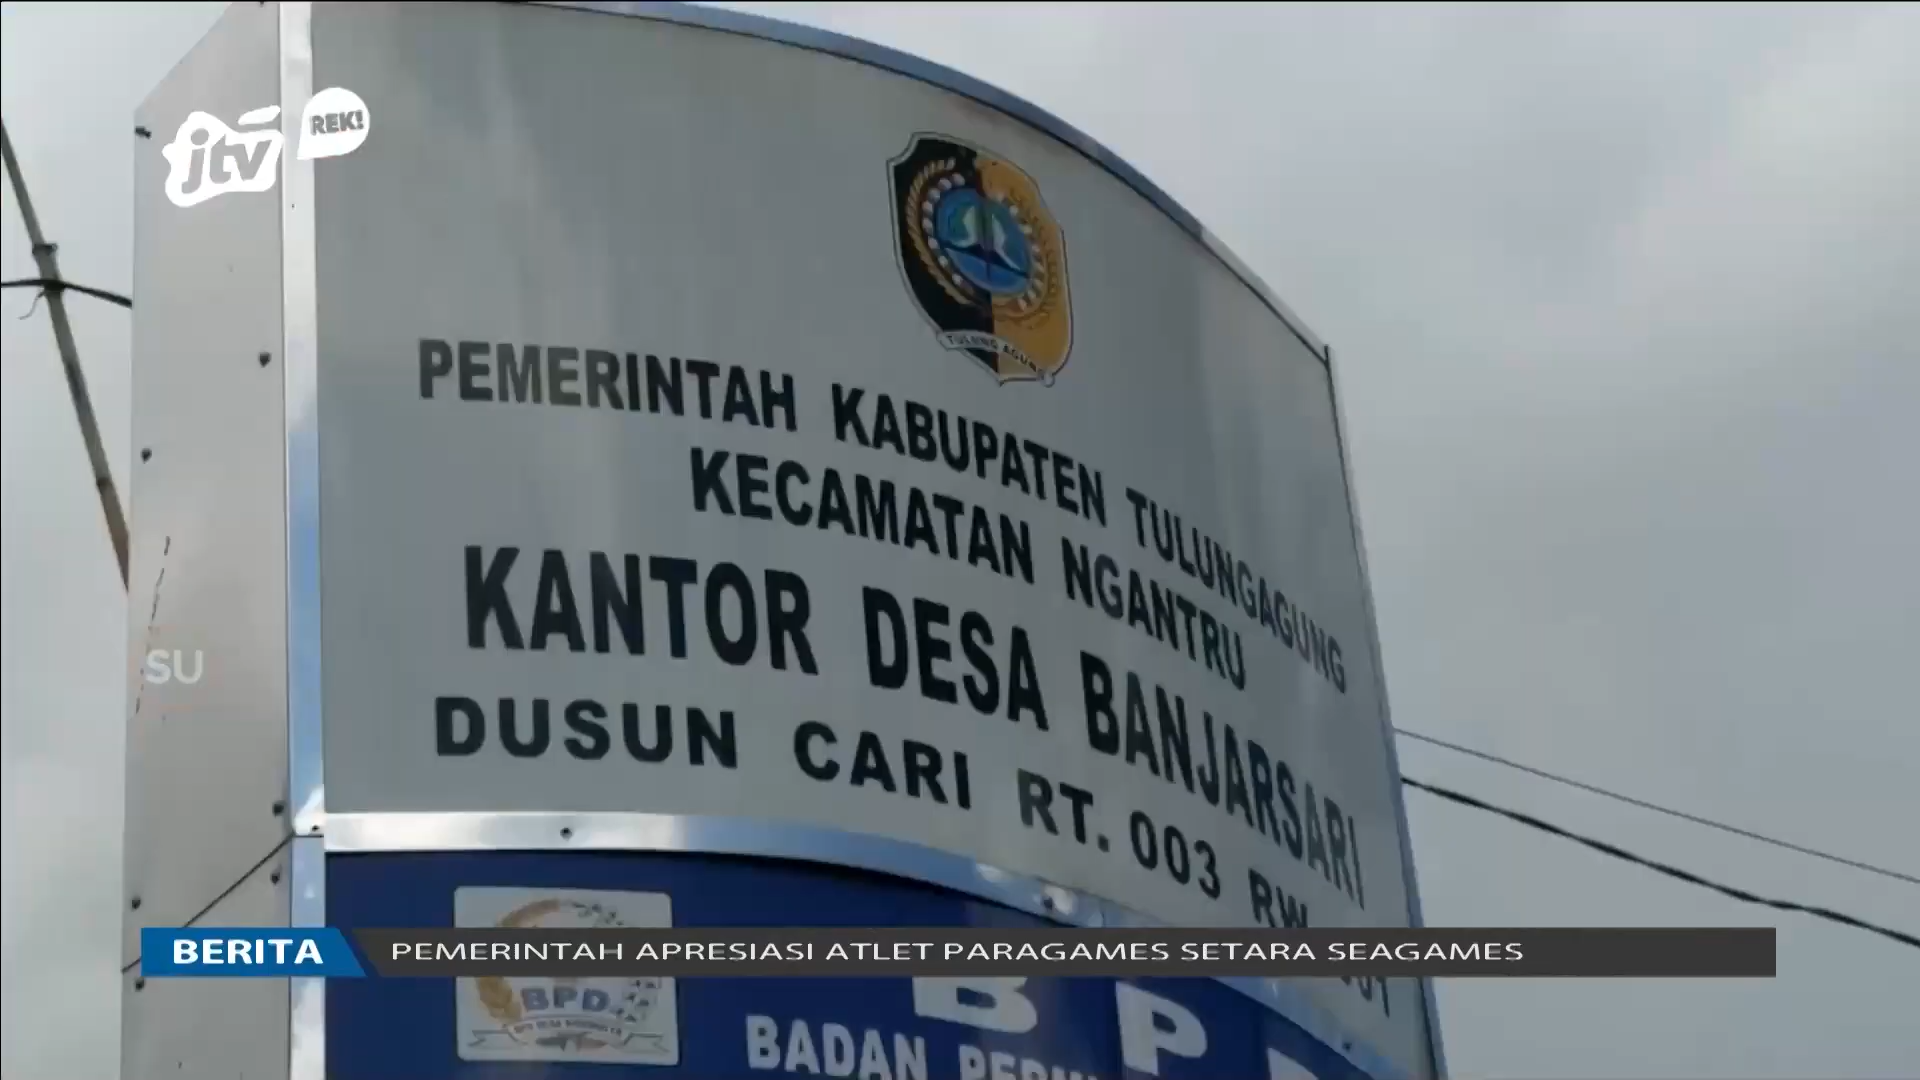 jtv REK!
TULUNG AGUNG
PEMERINTAH KABUPATEN TULUNGAGUNG
KECAMATAN NGANTRU
KANTOR DESA BANJARSARI
DUSUN CARI RT. 003 RW
SU
BERITA PEMERINTAH APRESIASI ATLET PARAGAMES SETARA SEAGAMES
BPD
B P
BADAN